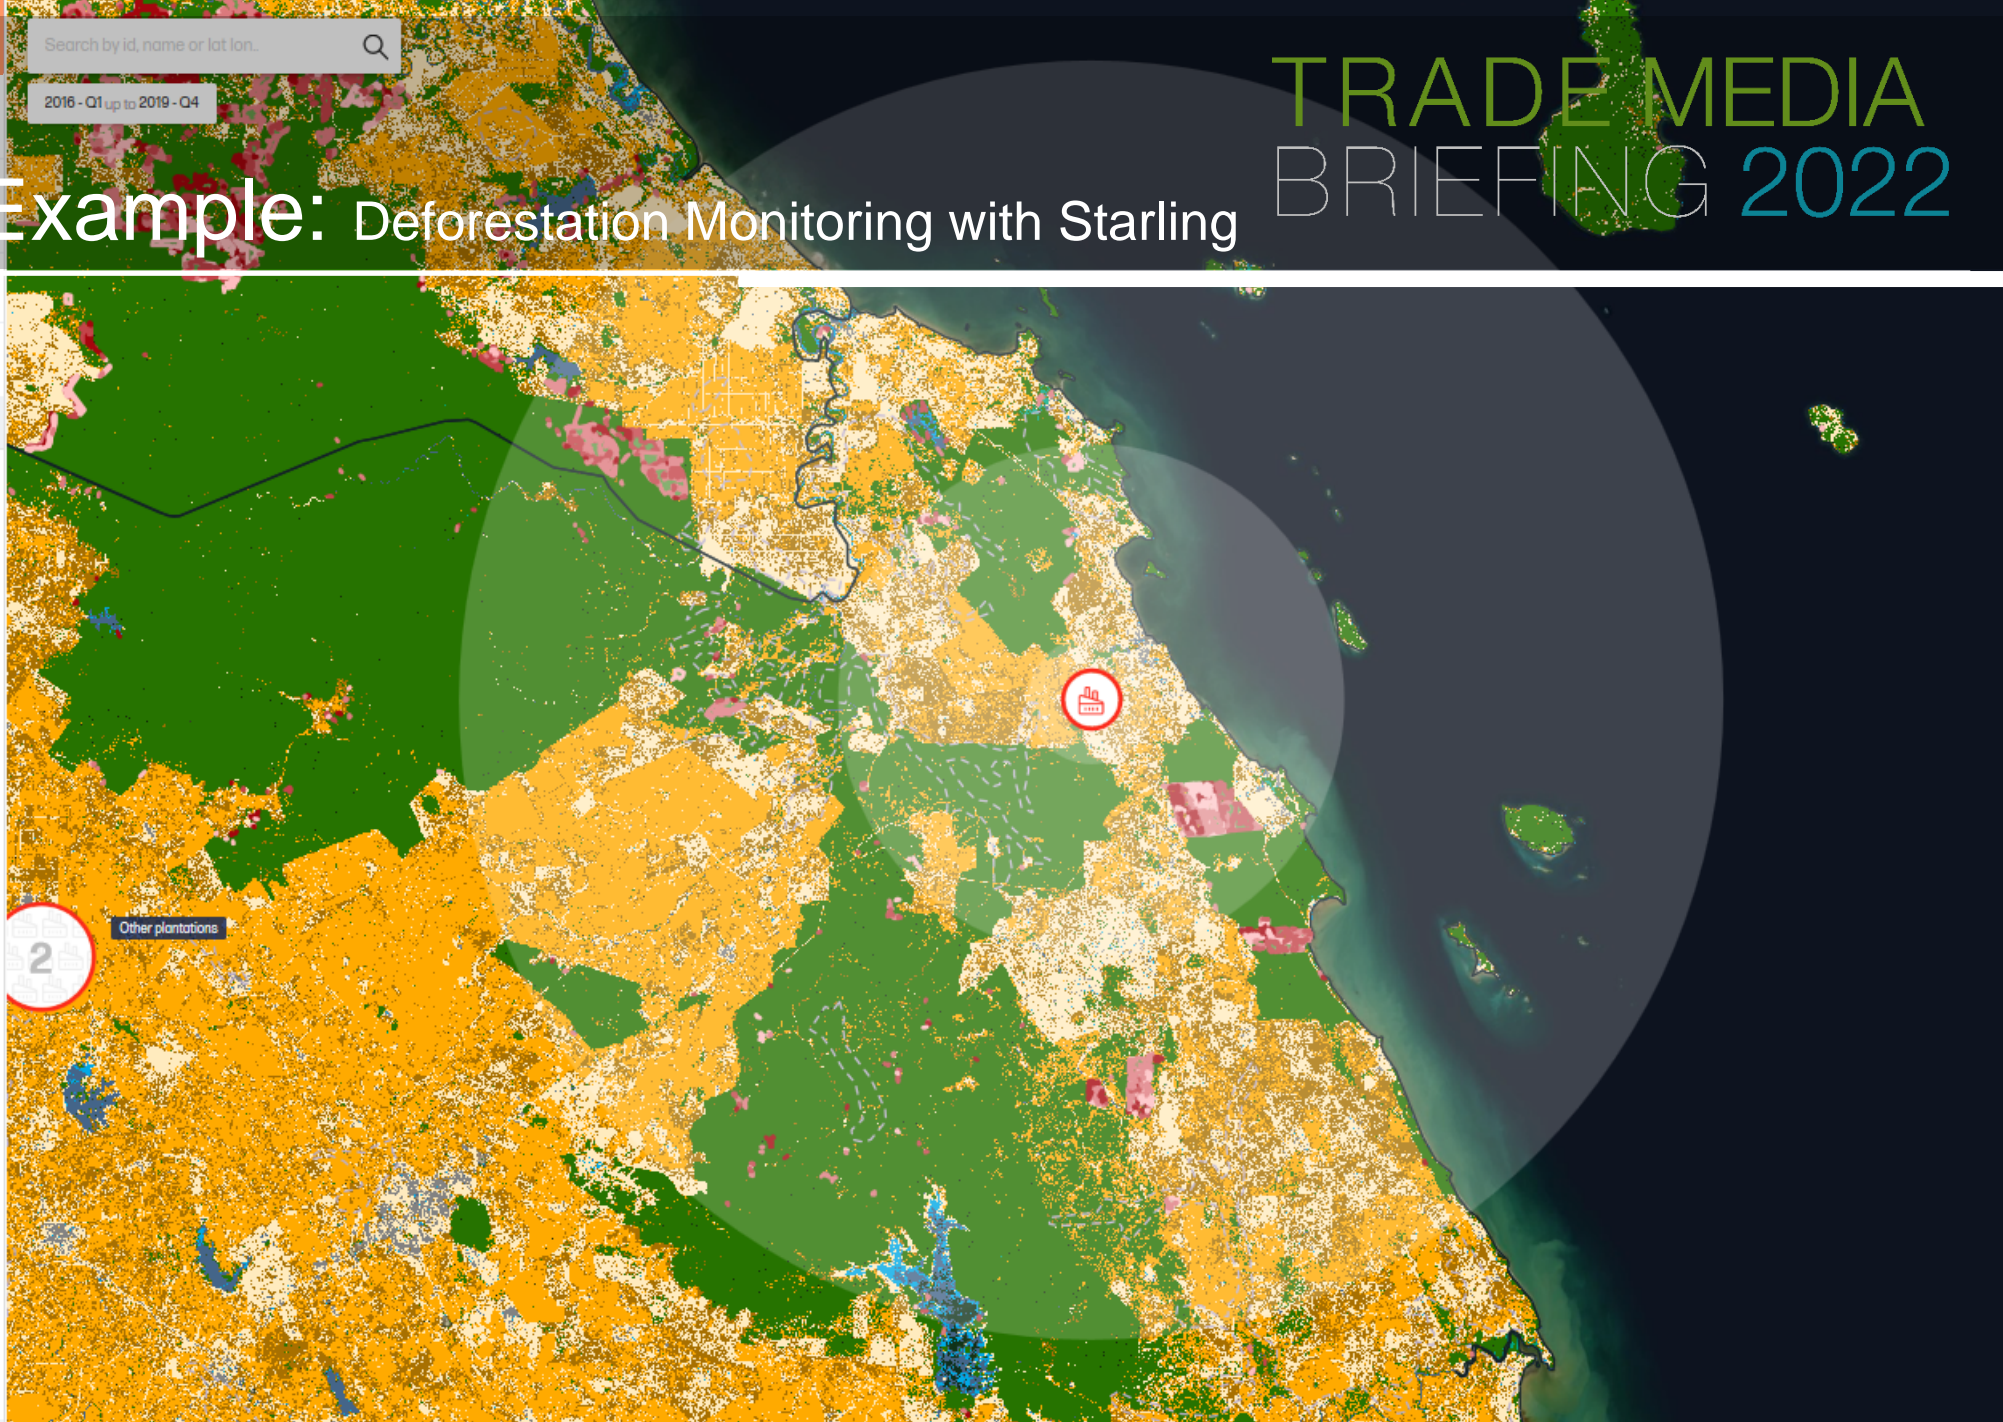 Search by id, name or lat lon..
2016 - Q1 up to 2019 - Q4
TRADE MEDIA
BRIEFING 2022
Example: Deforestation Monitoring with Starling
Other plantations
2